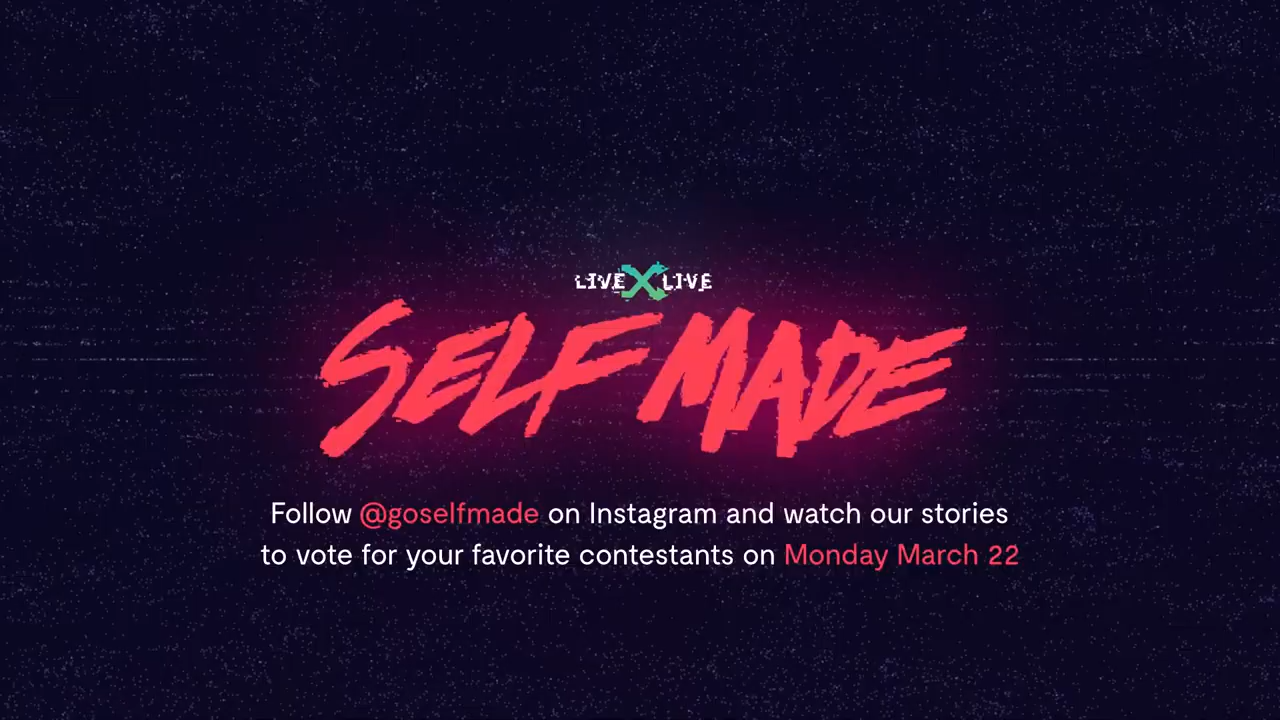 LIVE X LIVE
SELF MADE
Follow @goselfmade on Instagram and watch our stories
to vote for your favorite contestants on Monday March 22